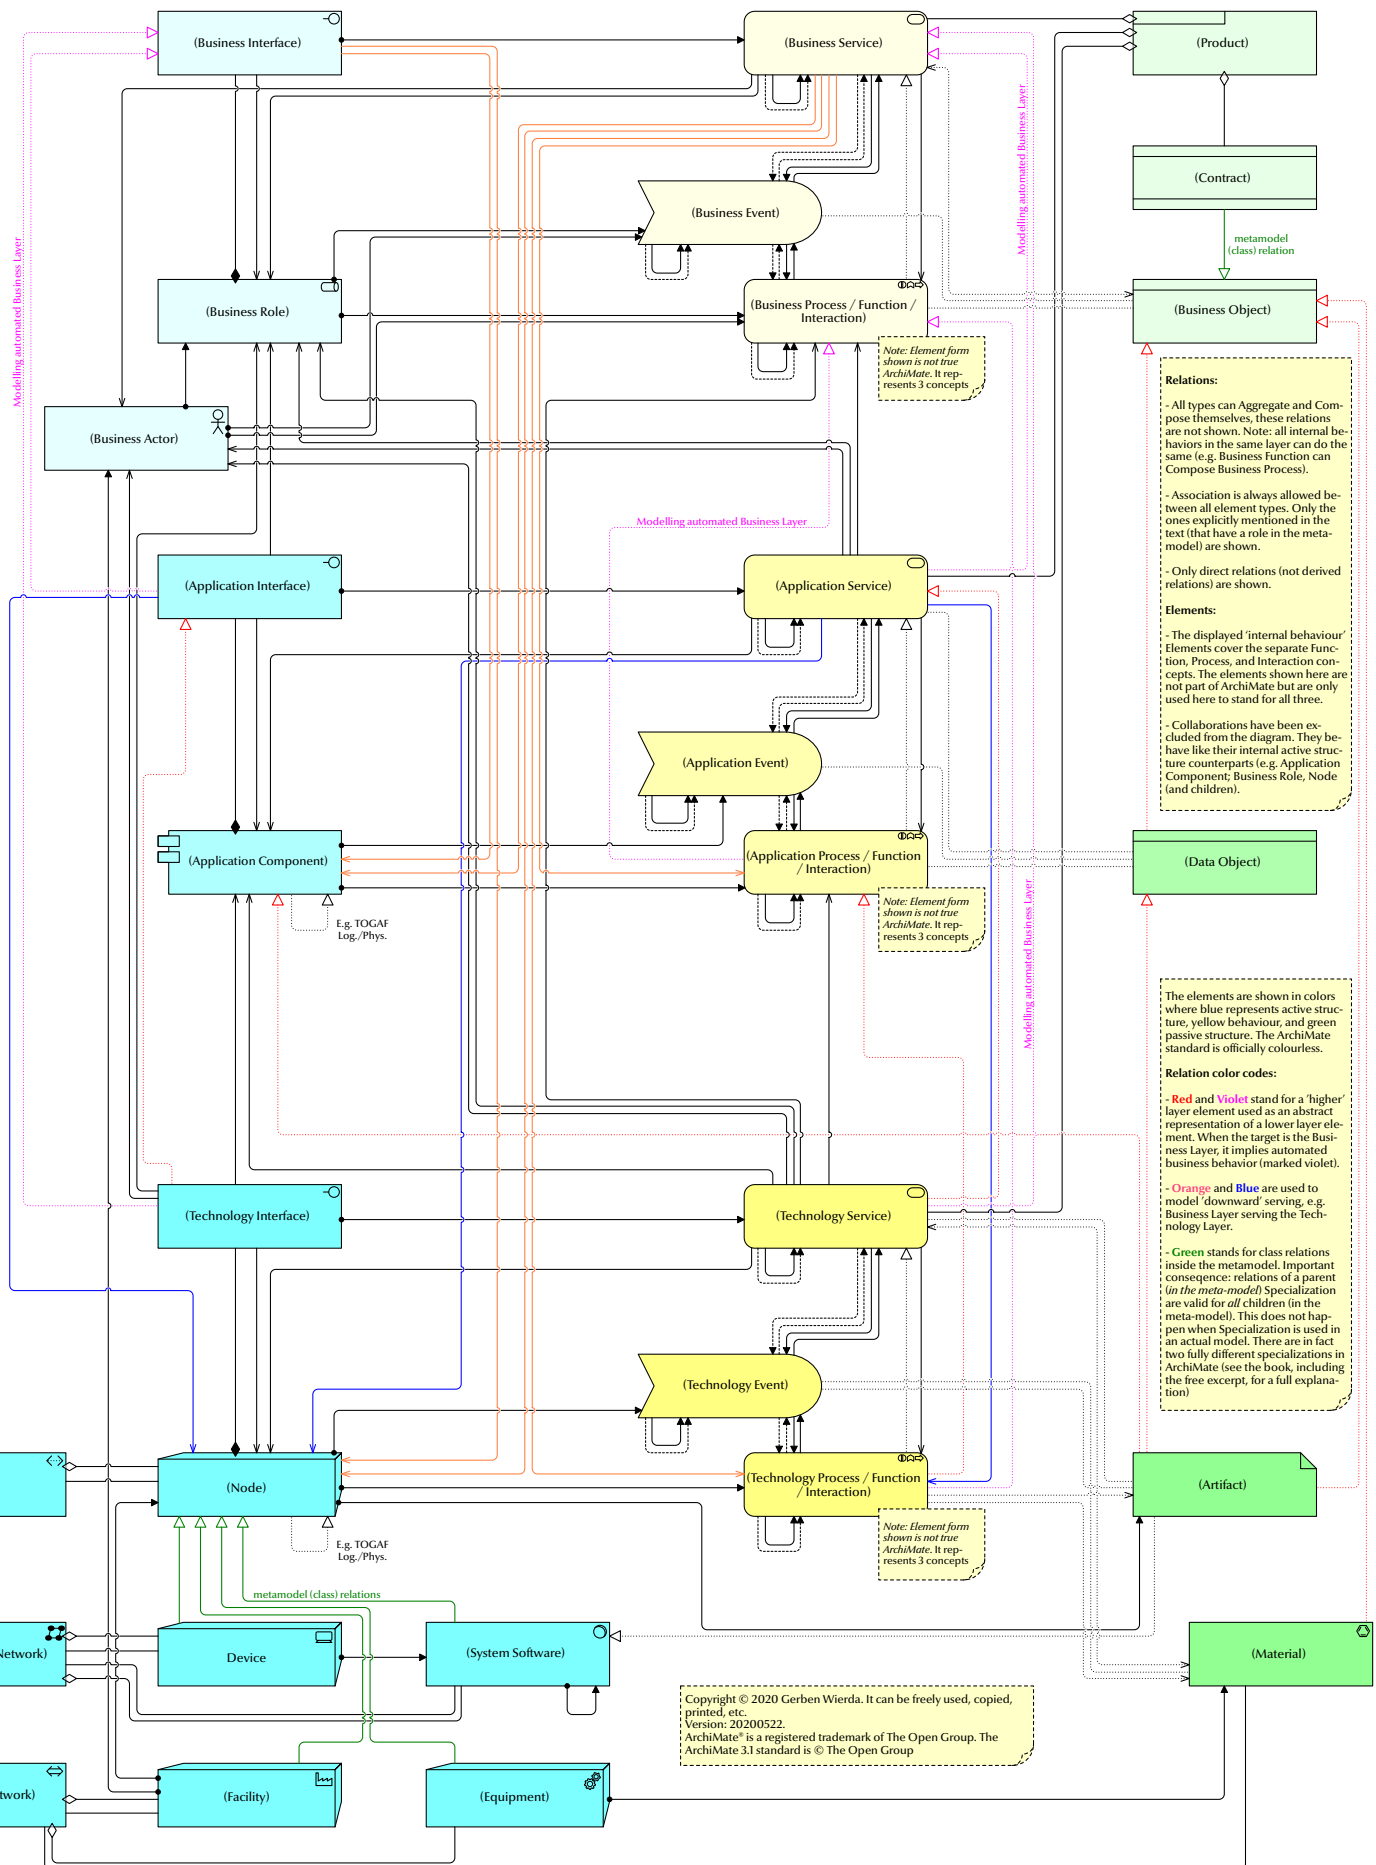 (Business Interface)
(Business Service)
(Product)
Modelling automated Business Layer
(Contract)
(Business Event)
metamodel
(class) relation
Modelling automated Business Layer
(Business Role)
(Business Process / Function /
Interaction)
(Business Object)
Note: Element form
shown is not true
ArchiMate. It rep-
resents 3 concepts
(Business Actor)
Relations:
- All types can Aggregate and Com-
pose themselves, these relations
are not shown. Note: all internal be-
haviors in the same layer can do the
same (e.g. Business Function can
Compose Business Process).
- Association is always allowed be-
tween all element types. Only the
ones explicitly mentioned in the
text (that have a role in the meta-
model) are shown.
- Only direct relations (not derived
relations) are shown.
Elements:
- The displayed 'internal behaviour'
Elements cover the separate Func-
tion, Process, and Interaction con-
cepts. The elements shown here are
not part of ArchiMate but are only
used here to stand for all three.
- Collaborations have been ex-
cluded from the diagram. They be-
have like their internal active struc-
ture counterparts (e.g. Application
Component; Business Role, Node
(and children).
Modelling automated Business Layer
(Application Interface)
(Application Service)
(Application Event)
(Application Component)
(Application Process / Function
/ Interaction)
(Data Object)
Note: Element form
shown is not true
ArchiMate. It rep-
resents 3 concepts
E.g. TOGAF
Log./Phys.
Modelling automated Business Layer
The elements are shown in colors
where blue represents active struc-
ture, yellow behaviour, and green
passive structure. The ArchiMate
standard is officially colourless.
Relation color codes:
- Red and Violet stand for a 'higher'
layer element used as an abstract
representation of a lower layer ele-
ment. When the target is the Busi-
ness Layer, it implies automated
business behavior (marked violet).
- Orange and Blue are used to
model 'downward' serving, e.g.
Business Layer serving the Tech-
nology Layer.
- Green stands for class relations
inside the metamodel. Important
conseqence: relations of a parent
(in the meta-model) Specialization
are valid for all children (in the
meta-model). This does not hap-
pen when Specialization is used in
an actual model. There are in fact
two fully different specializations in
ArchiMate (see the book, including
the free excerpt, for a full explana-
tion)
(Technology Interface)
(Technology Service)
(Technology Event)
(Node)
(Technology Process / Function
/ Interaction)
(Artifact)
Note: Element form
shown is not true
ArchiMate. It rep-
resents 3 concepts
E.g. TOGAF
Log./Phys.
metamodel (class) relations
Network)
Device
(System Software)
(Material)
Copyright © 2020 Gerben Wierda. It can be freely used, copied,
printed, etc.
Version: 20200522.
ArchiMate® is a registered trademark of The Open Group. The
ArchiMate 3.1 standard is © The Open Group
twork)
(Facility)
(Equipment)